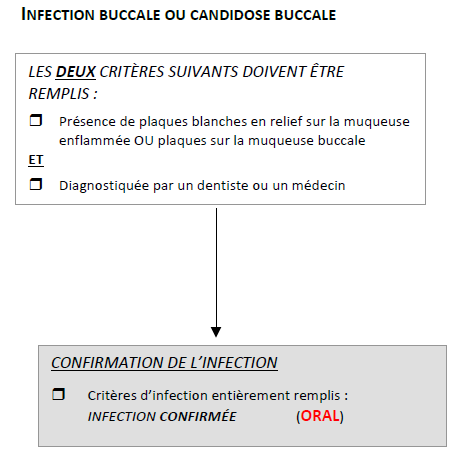 INFECTION BUCCALE OU CANDIDOSE BUCCALE
LES DEUX CRITÈRES SUIVANTS DOIVENT ÊTRE
REMPLIS :
❒ Présence de plaques blanches en relief sur la muqueuse
enflammée OU plaques sur la muqueuse buccale
ET
❒ Diagnostiquée par un dentiste ou un médecin
CONFIRMATION DE L'INFECTION
❒ Critères d'infection entièrement remplis :
INFECTION CONFIRMÉE (ORAL)